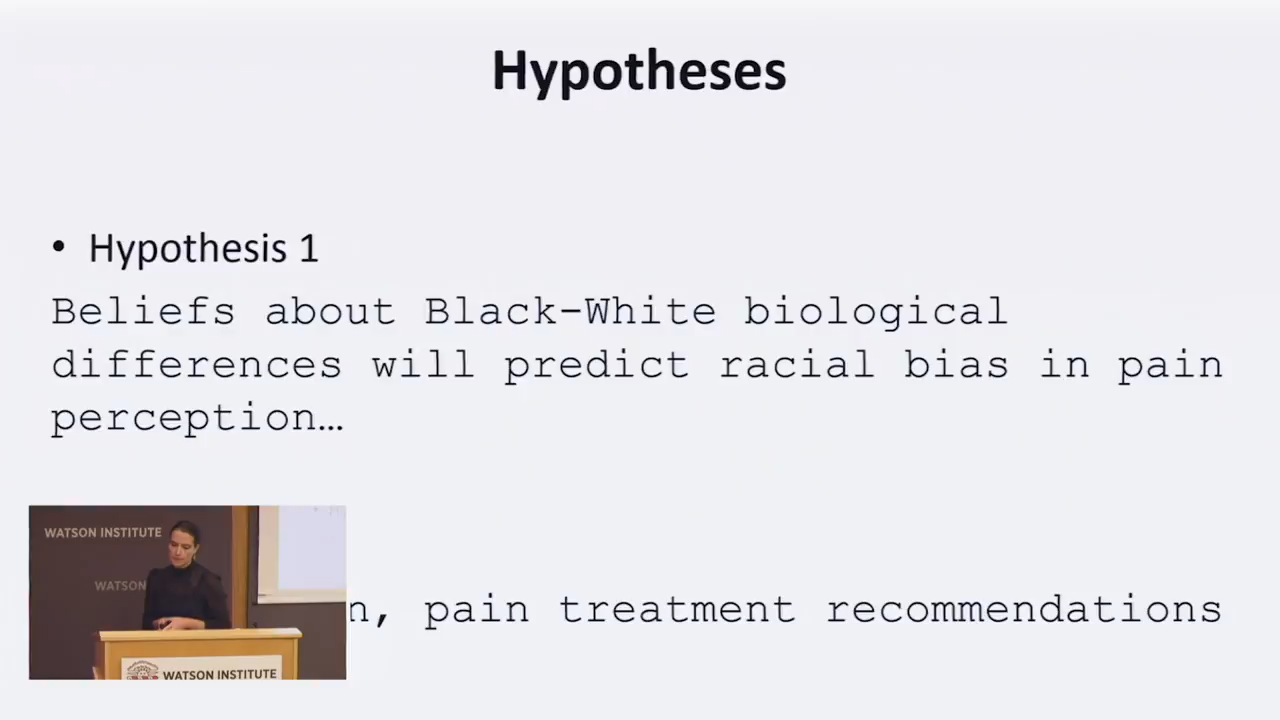 Hypotheses
• Hypothesis 1
Beliefs about Black-White biological
differences will predict racial bias in pain
perception…
n, pain treatment recommendations
WATSON INSTITUTE
WATSON
WATSON INSTITUTE